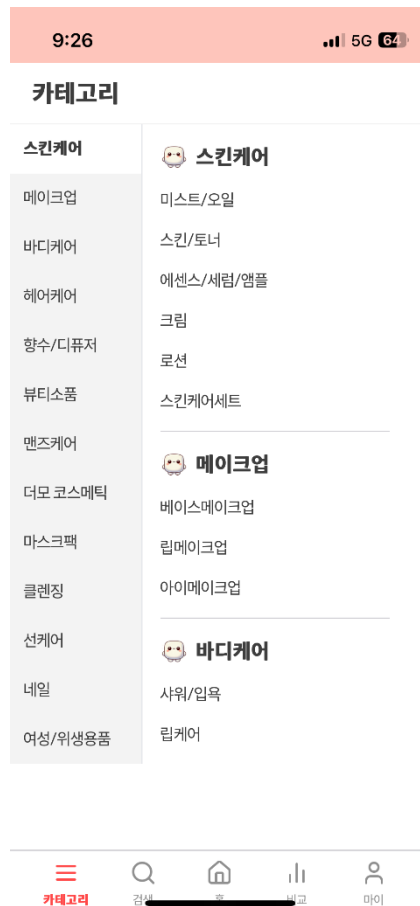 9:26
5G 64
카테고리
스킨케어
메이크업
바디케어
헤어케어
향수/디퓨저
뷰티소품
맨즈케어
더모 코스메틱
마스크팩
클렌징
선케어
네일
여성/위생용품
스킨케어
미스트/오일
스킨/토너
에센스/세럼/앰플
크림
로션
스킨케어세트
메이크업
베이스메이크업
립메이크업
아이메이크업
바디케어
샤워/입욕
립케어
카테고리
검색
홈
비교
마이